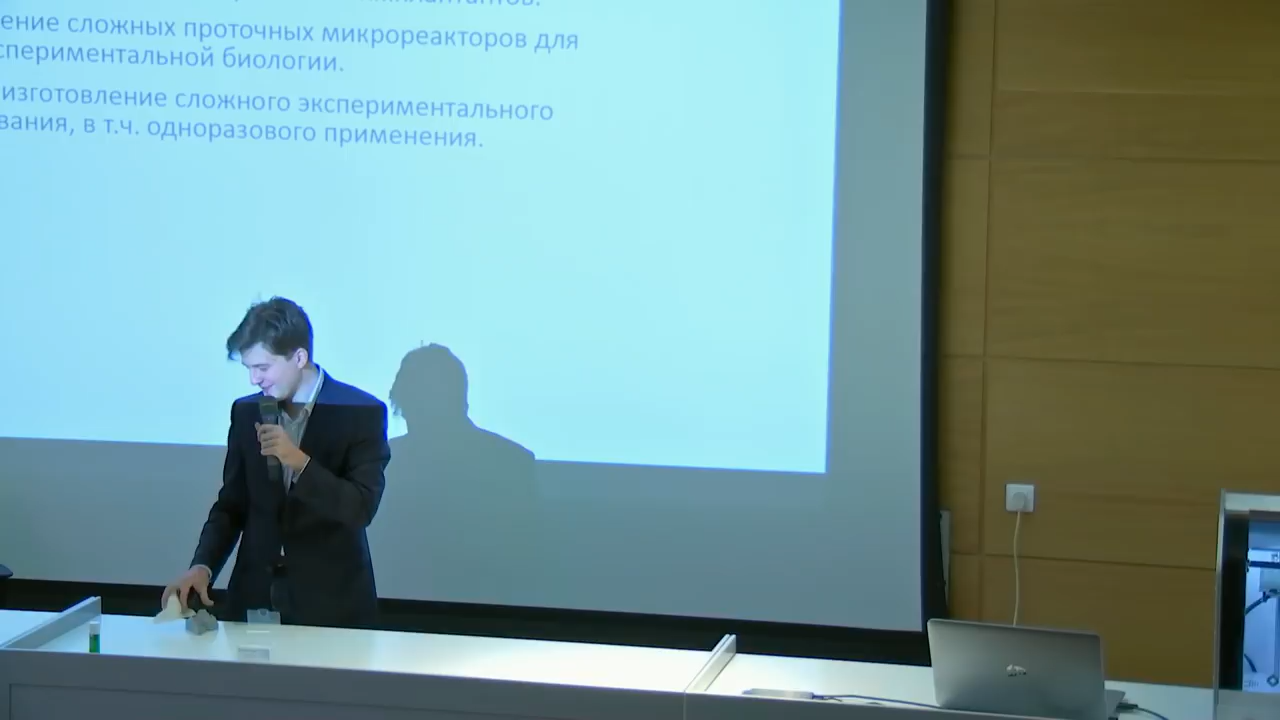 ение сложных проточных микрореакторов для
спериментальной биологии.
изготовление сложного экспериментального
вания, в т.ч. одноразового применения.